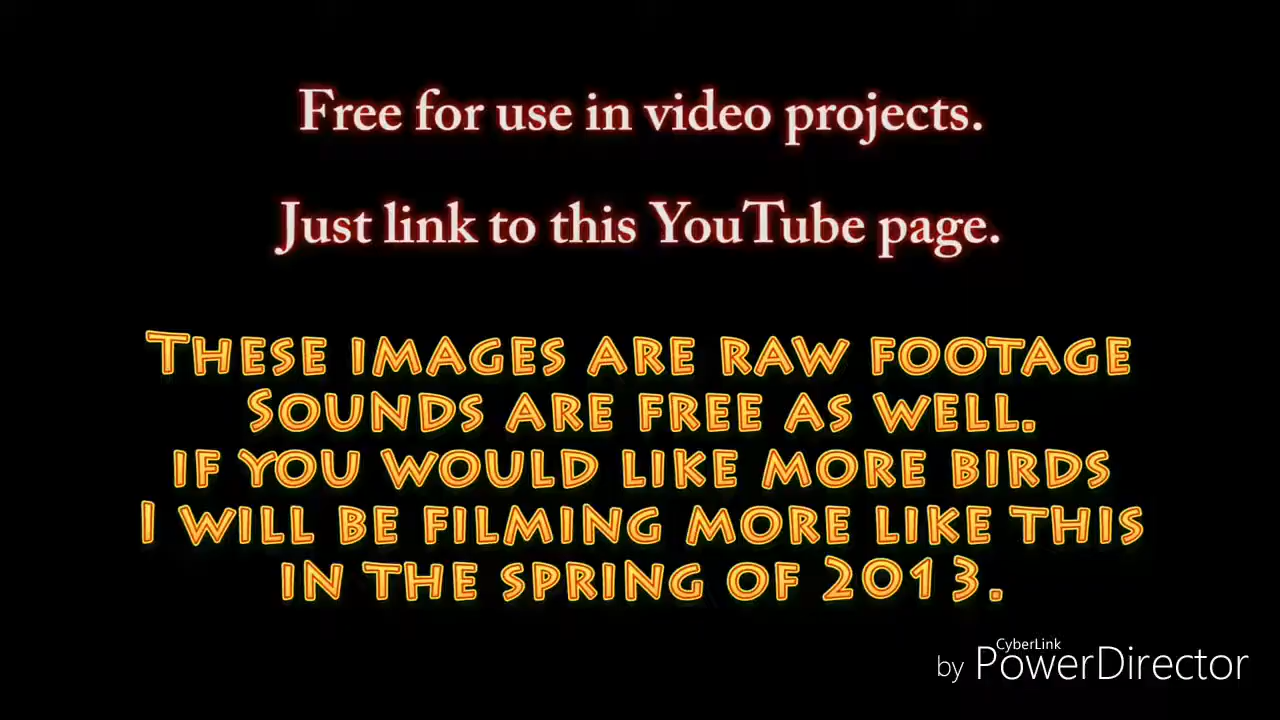 Free for use in video projects.
Just link to this YouTube page.
THESE IMAGES ARE RAW FOOTAGE
SOUNDS ARE FREE AS WELL.
IF YOU WOULD LIKE MORE BIRDS
I WILL BE FILMING MORE LIKE THIS
IN THE SPRING OF 2013.
CyberLink
by PowerDirector